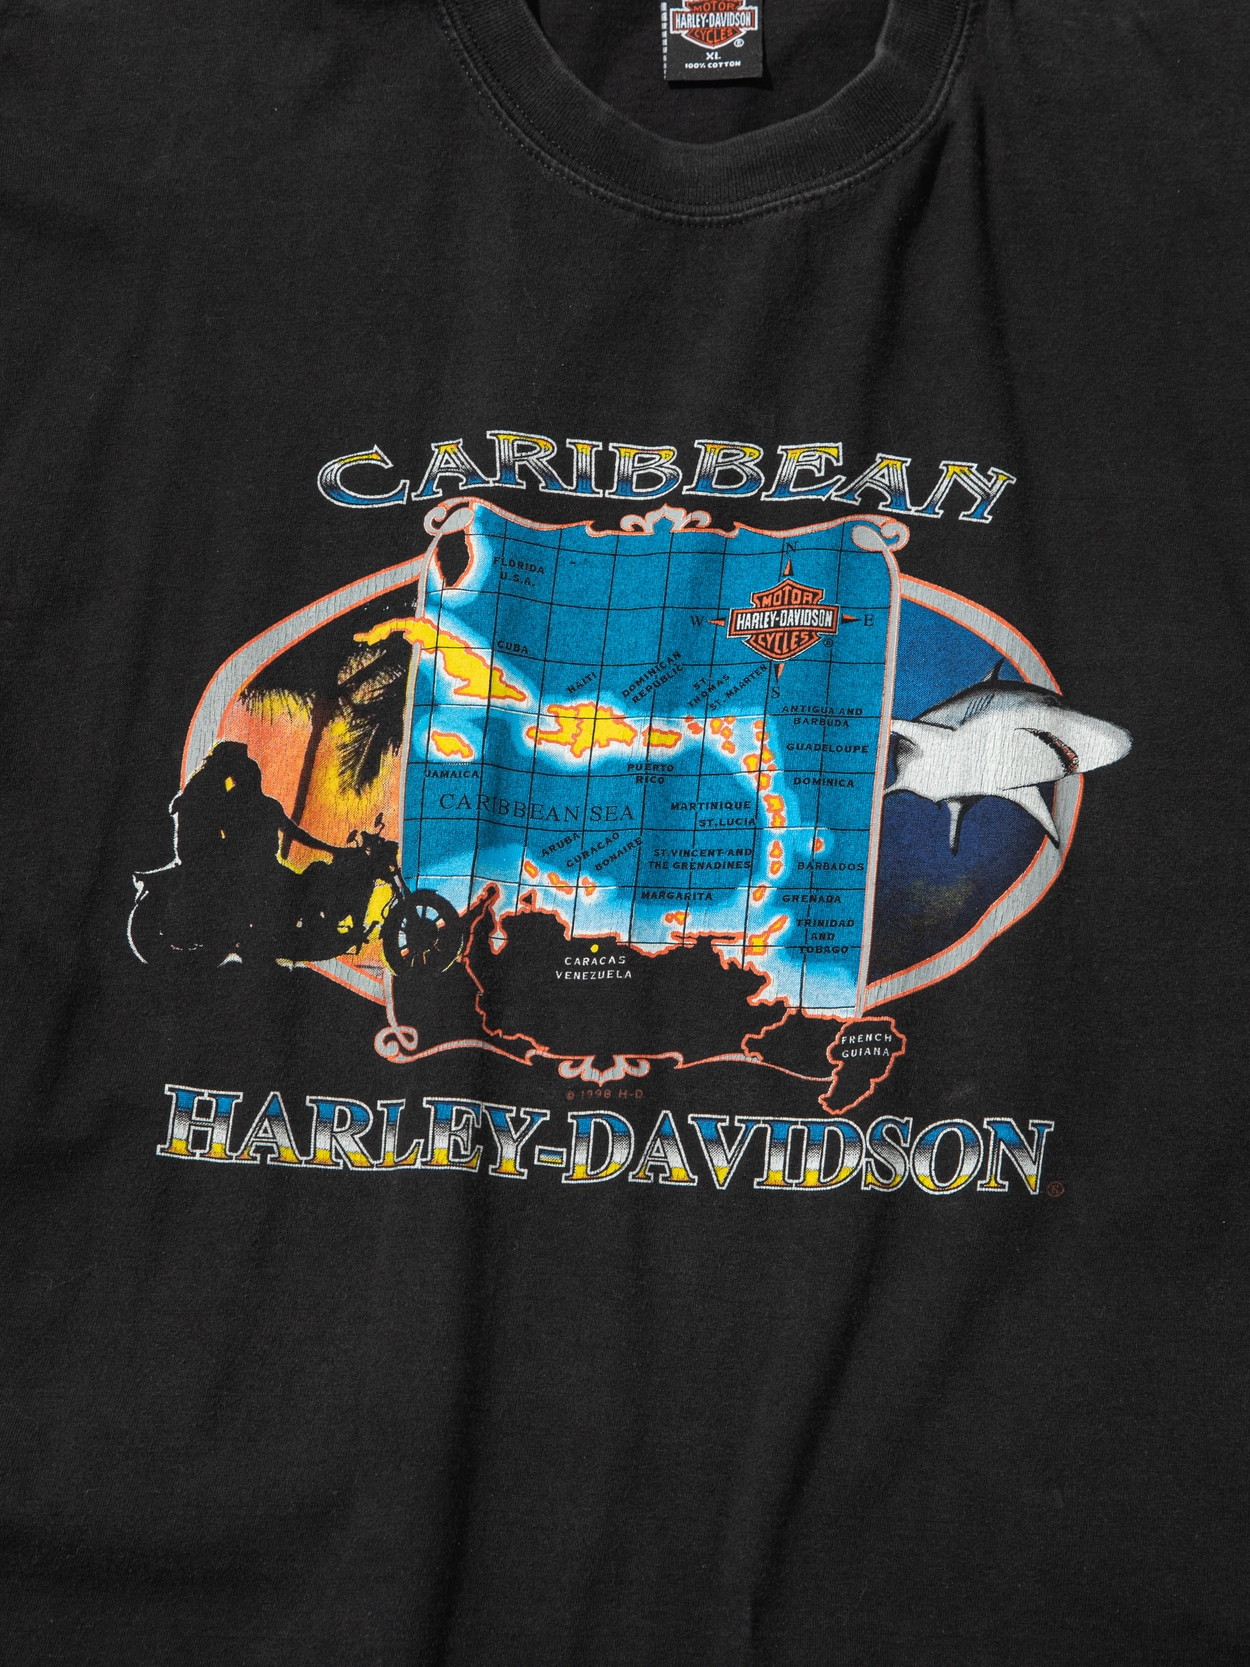 MOTOR
HARLEY-DAVIDSON
CYCLES
®
XL
100% COTTON
CARIBBEAN
FLORIDA
U.S.A.
N
MOTOR
W
HARLEY-DAVIDSON
E
CYCLES
®
S
CUBA
HAITI
DOMINICAN
REPUBLIC
ST.
THOMAS
ST. MAARTEN
ANTIGUA AND
BARBUDA
GUADELOUPE
JAMAICA
PUERTO
RICO
DOMINICA
CARIBBEAN SEA
MARTINIQUE
ST. LUCIA
ARUBA
CURACAO
BONAIRE
ST. VINCENT AND
THE GRENADINES
BARBADOS
MARGARITA
GRENADA
TRINIDAD
AND
TOBAGO
CARACAS
VENEZUELA
FRENCH
GUIANA
© 1998 H-D
HARLEY-DAVIDSON
®